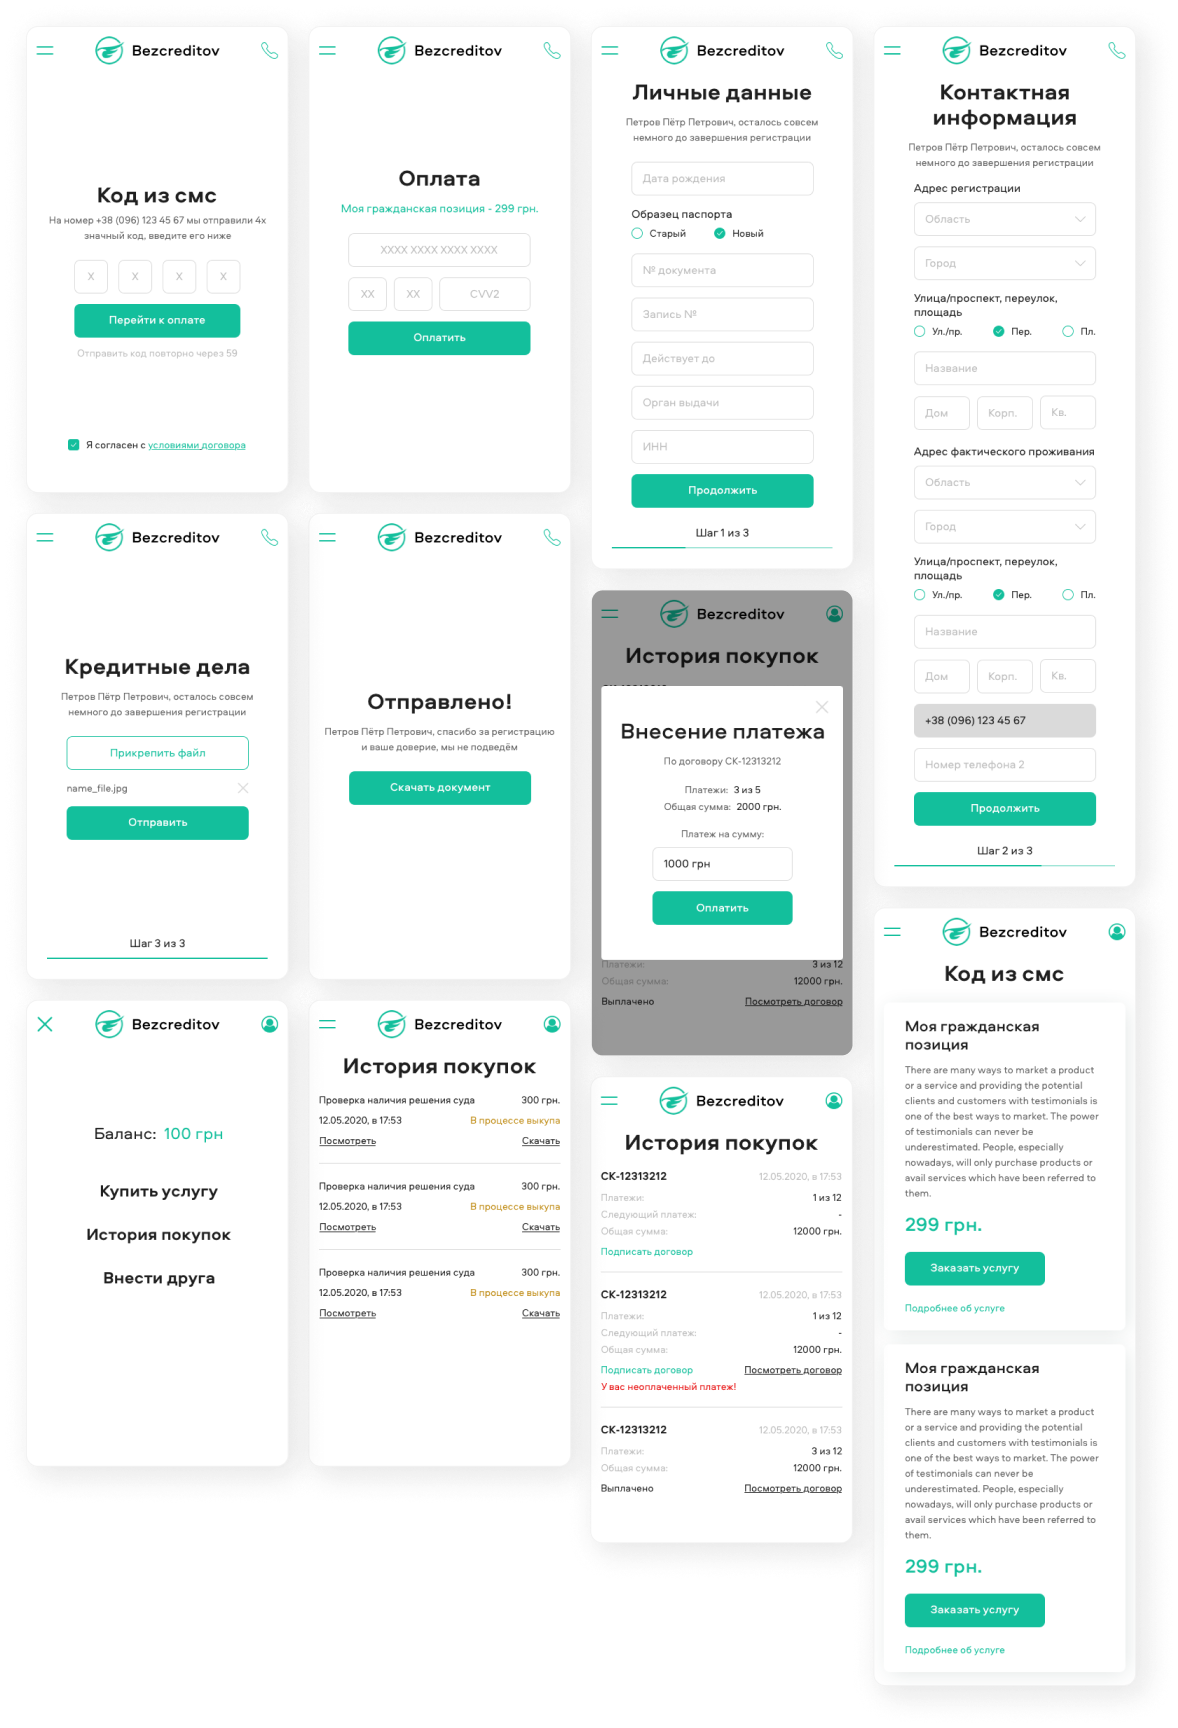 Bezcreditov
Код из смс
На номер +38 (096) 123 45 67 мы отправили 4х
значный код, введите его ниже
X X X X
Перейти к оплате
Отправить код повторно через 59
Я согласен с условиями договора
Bezcreditov
Оплата
Моя гражданская позиция - 299 грн.
XXXX XXXX XXXX XXXX
XX XX CVV2
Оплатить
Bezcreditov
Личные данные
Петров Пётр Петрович, осталось совсем
немного до завершения регистрации
Дата рождения
Образец паспорта
Старый Новый
№ документа
Запись №
Действует до
Орган выдачи
ИНН
Продолжить
Шаг 1 из 3
Bezcreditov
Контактная
информация
Петров Пётр Петрович, осталось совсем
немного до завершения регистрации
Адрес регистрации
Область
Город
Улица/проспект, переулок,
площадь
Ул./пр. Пер. Пл.
Название
Дом Корп. Кв.
Адрес фактического проживания
Область
Город
Улица/проспект, переулок,
площадь
Ул./пр. Пер. Пл.
Название
Дом Корп. Кв.
+38 (096) 123 45 67
Номер телефона 2
Продолжить
Шаг 2 из 3
Bezcreditov
Кредитные дела
Петров Пётр Петрович, осталось совсем
немного до завершения регистрации
Прикрепить файл
name_file.jpg
Отправить
Шаг 3 из 3
Bezcreditov
Отправлено!
Петров Пётр Петрович, спасибо за регистрацию
и ваше доверие, мы не подведём
Скачать документ
Bezcreditov
История покупок
Внесение платежа
По договору СК-12313212
Платежи: 3 из 5
Общая сумма: 2000 грн.
Платеж на сумму:
1000 грн
Оплатить
Платежи: 3 из 12
Общая сумма: 12000 грн.
Выплачено Посмотреть договор
Bezcreditov
Баланс: 100 грн
Купить услугу
История покупок
Внести друга
Bezcreditov
История покупок
Проверка наличия решения суда 300 грн.
12.05.2020, в 17:53 В процессе выкупа
Посмотреть Скачать
Проверка наличия решения суда 300 грн.
12.05.2020, в 17:53 В процессе выкупа
Посмотреть Скачать
Проверка наличия решения суда 300 грн.
12.05.2020, в 17:53 В процессе выкупа
Посмотреть Скачать
Bezcreditov
История покупок
СК-12313212 12.05.2020, в 17:53
Платежи: 1 из 12
Следующий платеж: -
Общая сумма: 12000 грн.
Подписать договор
СК-12313212 12.05.2020, в 17:53
Платежи: 1 из 12
Следующий платеж: -
Общая сумма: 12000 грн.
Подписать договор Посмотреть договор
У вас неоплаченный платеж!
СК-12313212 12.05.2020, в 17:53
Платежи: 3 из 12
Общая сумма: 12000 грн.
Выплачено Посмотреть договор
Bezcreditov
Код из смс
Моя гражданская
позиция
There are many ways to market a product
or a service and providing the potential
clients and customers with testimonials is
one of the best ways to market. The power
of testimonials can never be
underestimated. People, especially
nowadays, will only purchase products or
avail services which have been referred to
them.
299 грн.
Заказать услугу
Подробнее об услуге
Моя гражданская
позиция
There are many ways to market a product
or a service and providing the potential
clients and customers with testimonials is
one of the best ways to market. The power
of testimonials can never be
underestimated. People, especially
nowadays, will only purchase products or
avail services which have been referred to
them.
299 грн.
Заказать услугу
Подробнее об услуге